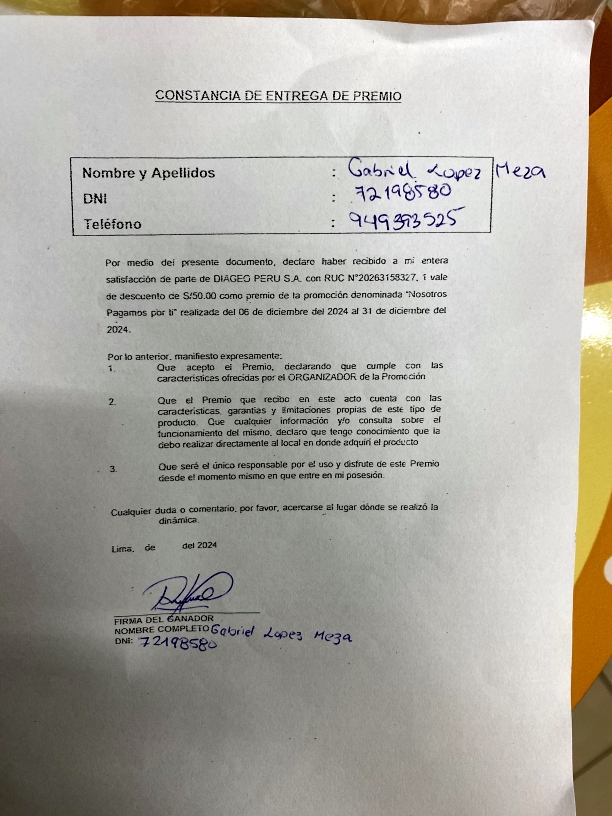 CONSTANCIA DE ENTREGA DE PREMIO
Nombre y Apellidos : Gabriel Lopez Meza
DNI : 72198580
Teléfono : 949393525
Por medio del presente documento, declaro haber recibido a mi entera
satisfacción de parte de DIAGEO PERU S.A. con RUC N°20263158327, 1 vale
de descuento de S/50.00 como premio de la promoción denominada "Nosotros
Pagamos por ti" realizada del 06 de diciembre del 2024 al 31 de diciembre del
2024.
Por lo anterior, manifiesto expresamente:
1. Que acepto el Premio, declarando que cumple con las
características ofrecidas por el ORGANIZADOR de la Promoción
2. Que el Premio que recibo en este acto cuenta con las
características, garantías y limitaciones propias de este tipo de
producto. Que cualquier información y/o consulta sobre el
funcionamiento del mismo, declaro que tengo conocimiento que la
debo realizar directamente al local en donde adquirí el producto
3. Que seré el único responsable por el uso y disfrute de este Premio
desde el momento mismo en que entre en mi posesión.
Cualquier duda o comentario, por favor, acercarse al lugar dónde se realizó la
dinámica.
Lima, de del 2024
FIRMA DEL GANADOR
NOMBRE COMPLETO Gabriel Lopez Meza
DNI: 72198580